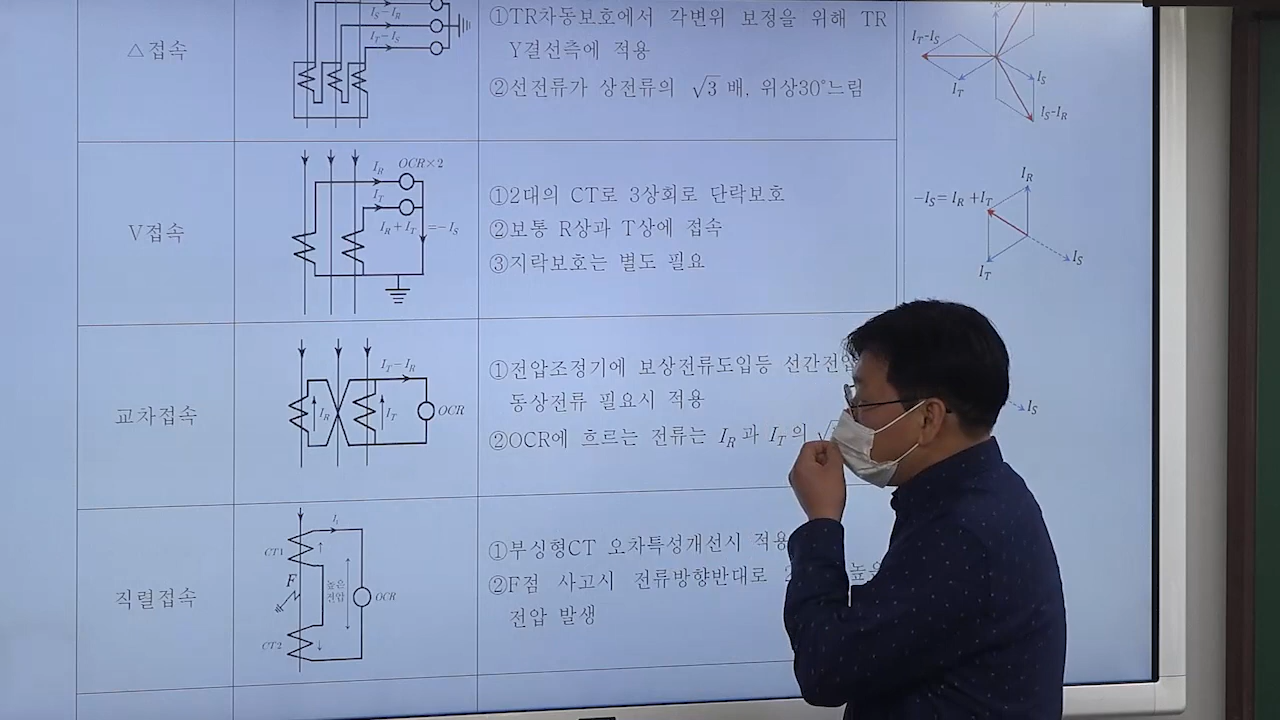 △접속
I_S-I_R
I_T-I_S
①TR차동보호에서 각변위 보정을 위해 TR
Y결선측에 적용
②선전류가 상전류의 √3 배, 위상30°느림
I_T-I_S
I_S
I_T
I_S-I_R
V접속
I_R
OCR×2
I_T
I_R+I_T
=-I_S
①2대의 CT로 3상회로 단락보호
②보통 R상과 T상에 접속
③지락보호는 별도 필요
I_R
-I_S=I_R+I_T
I_S
I_T
교차접속
I_T-I_R
I_R
I_T
OCR
①전압조정기에 보상전류도입등 선간전압
동상전류 필요시 적용
②OCR에 흐르는 전류는 I_R과 I_T의
I_S
직렬접속
CT1
F
높은
전압
OCR
CT2
①부싱형CT 오차특성개선시 적용
②F점 사고시 전류방향반대로
전압 발생